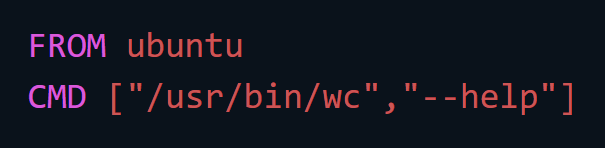 FROM ubuntu
CMD ["/usr/bin/wc","--help"]